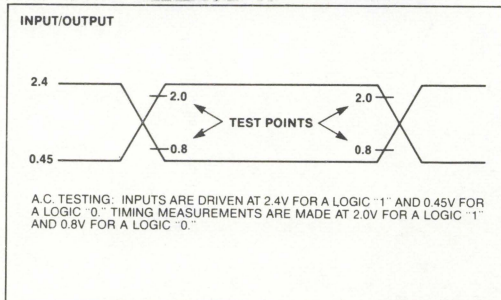 INPUT/OUTPUT
2.4
2.0 2.0
TEST POINTS
0.8 0.8
0.45
A.C. TESTING: INPUTS ARE DRIVEN AT 2.4V FOR A LOGIC "1" AND 0.45V FOR
A LOGIC "0." TIMING MEASUREMENTS ARE MADE AT 2.0V FOR A LOGIC "1"
AND 0.8V FOR A LOGIC "0."